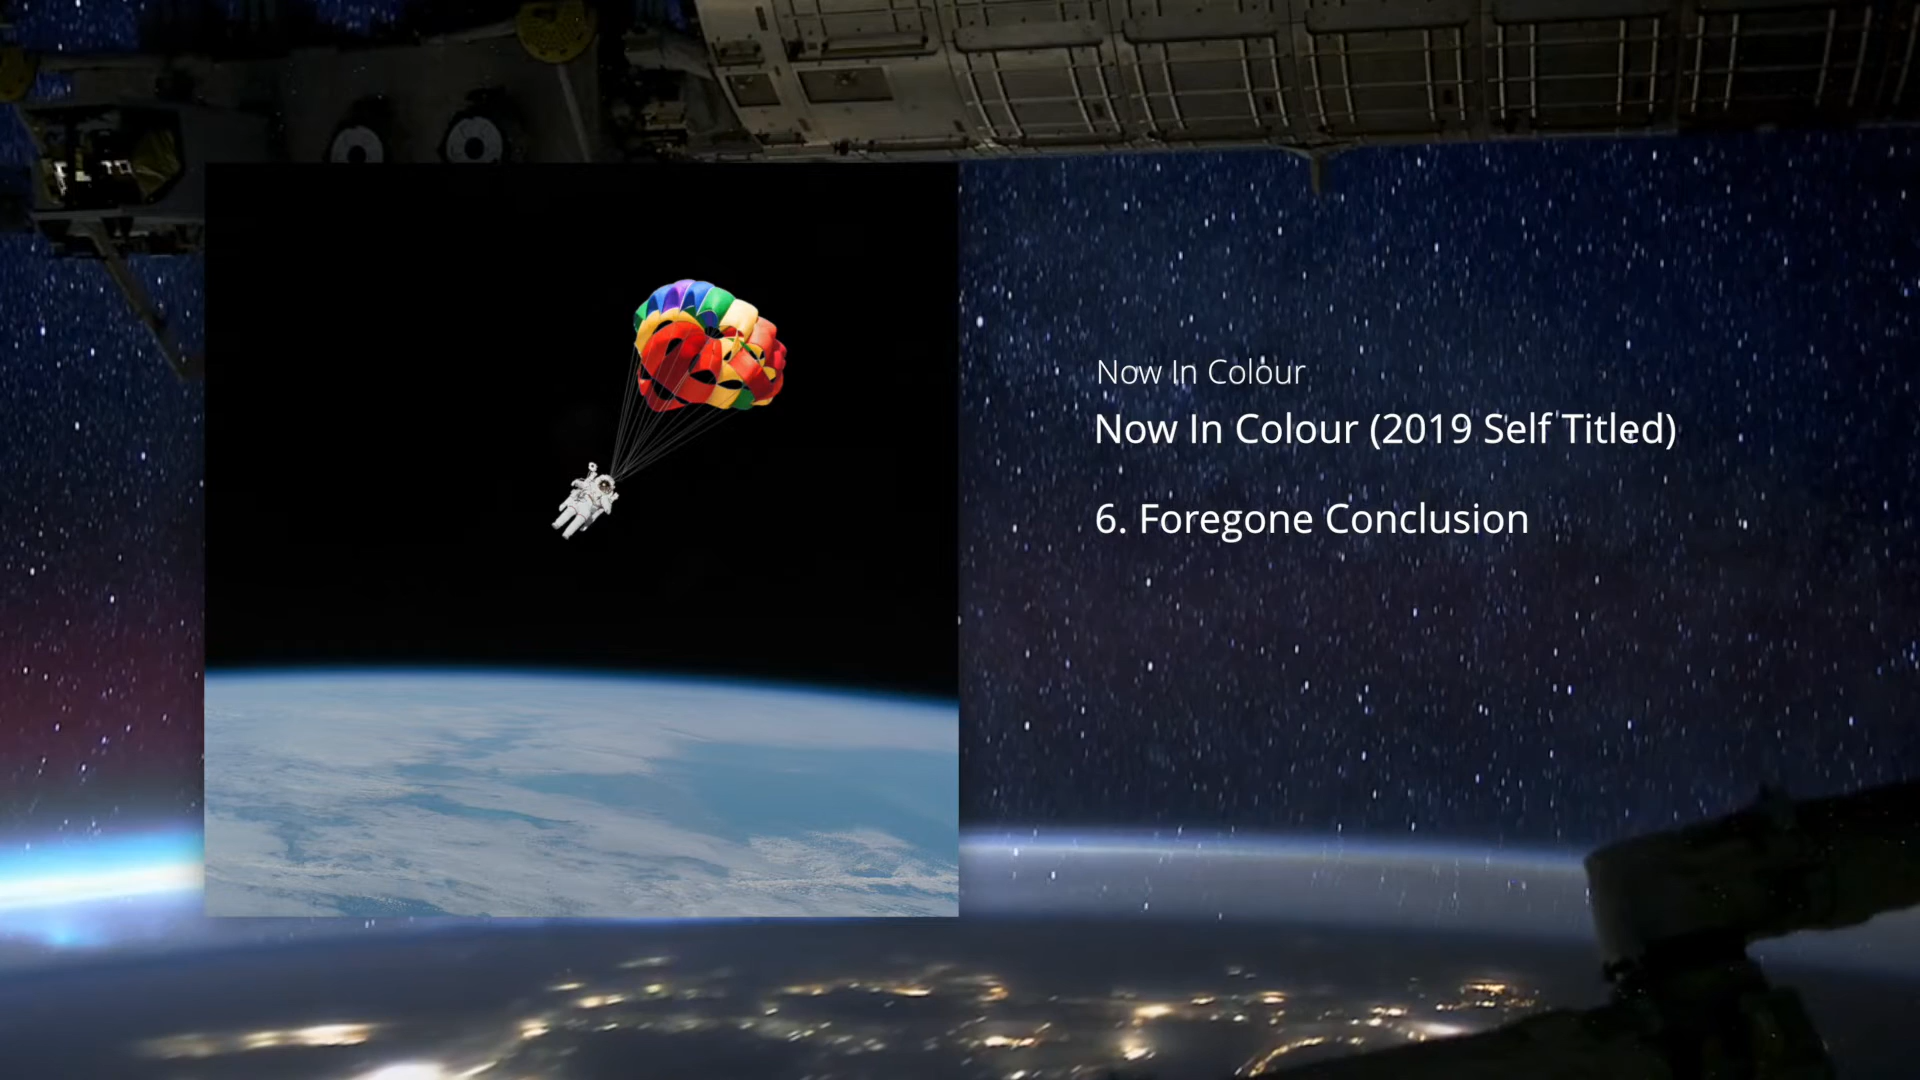 Now In Colour
Now In Colour (2019 Self Titled)
6. Foregone Conclusion